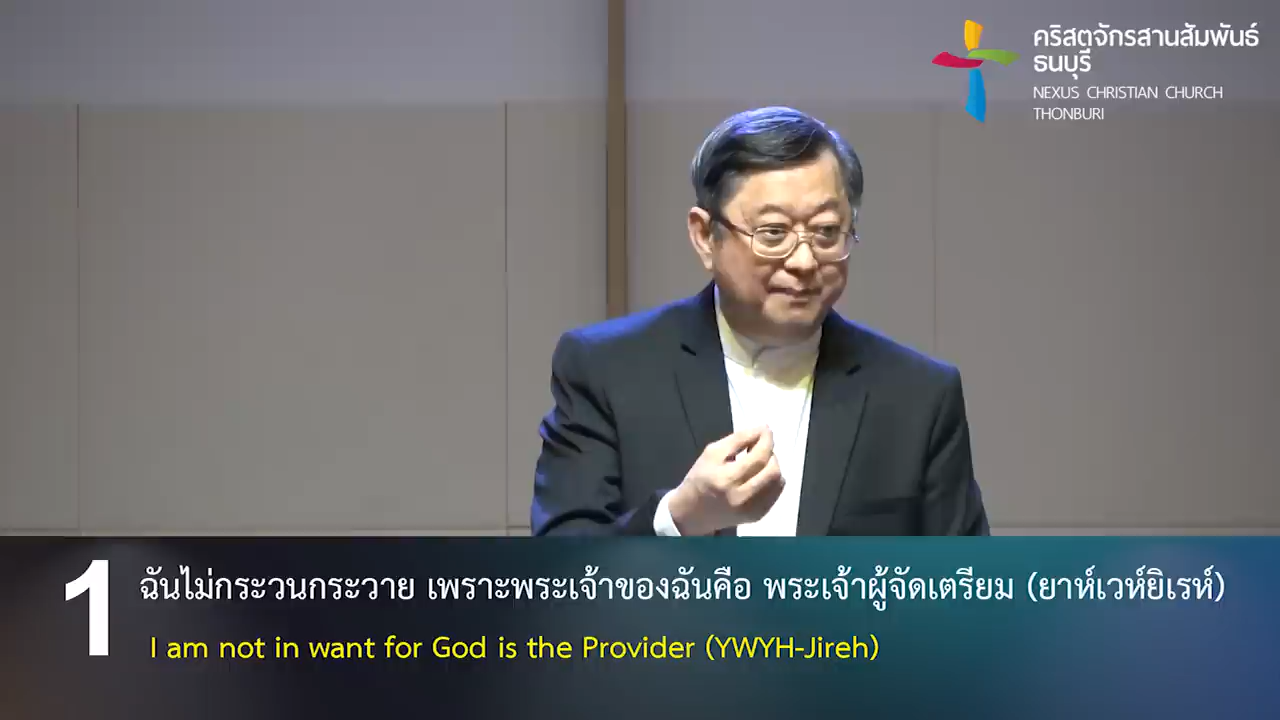 คริสตจักรสานสัมพันธ์
ธนบุรี
NEXUS CHRISTIAN CHURCH
THONBURI
1 ฉันไม่กระวนกระวาย เพราะพระเจ้าของฉันคือ พระเจ้าผู้จัดเตรียม (ยาห์เวห์ยิเรห์)
I am not in want for God is the Provider (YWYH-Jireh)